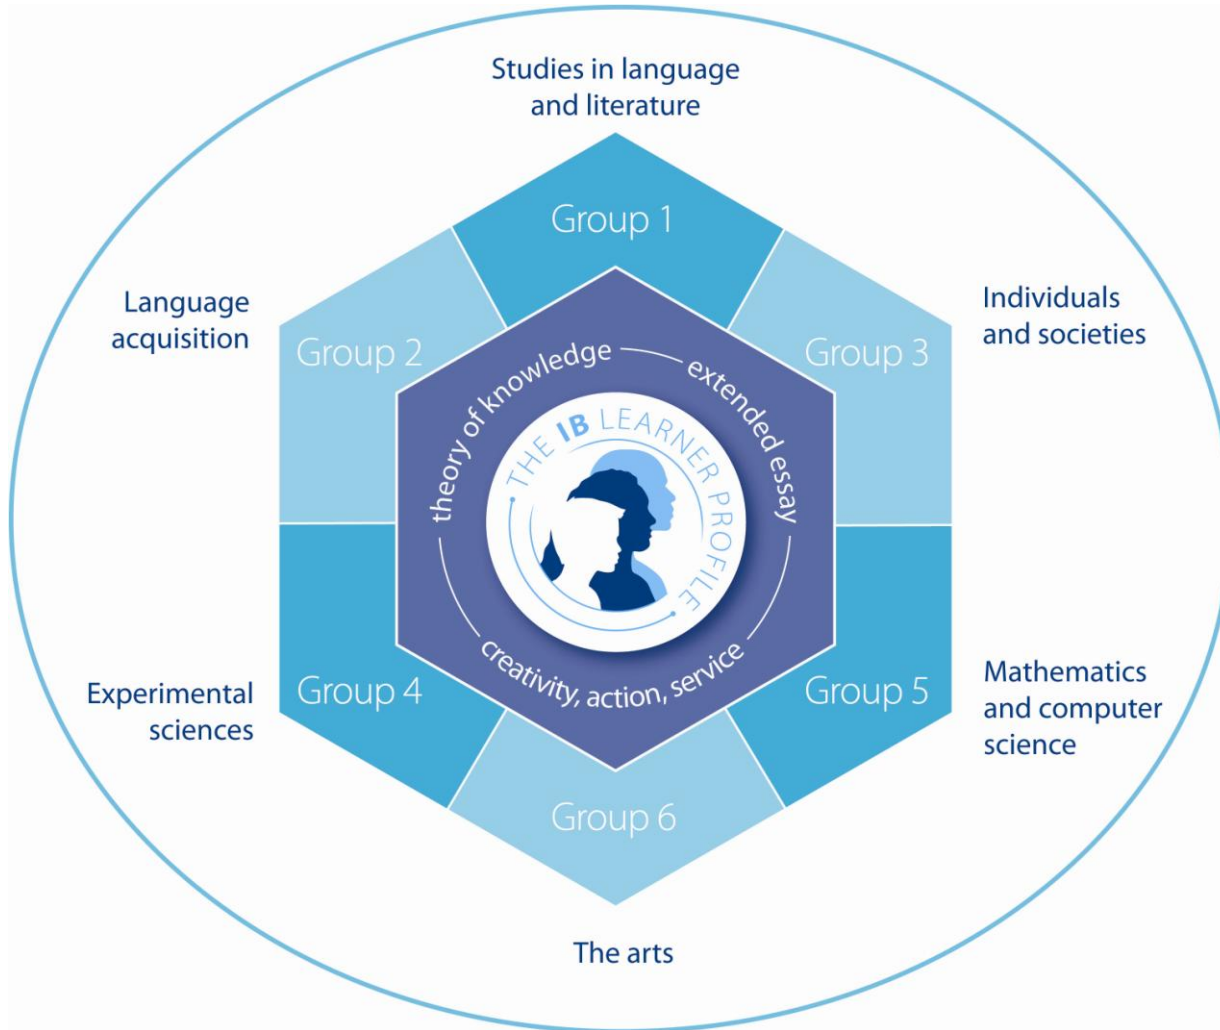 Studies in language
and literature
Group 1
Language
acquisition
Group 2
Individuals
and societies
Group 3
theory of knowledge
extended essay
THE IB LEARNER PROFILE
creativity, action, service
Experimental
sciences
Group 4
Mathematics
and computer
science
Group 5
Group 6
The arts